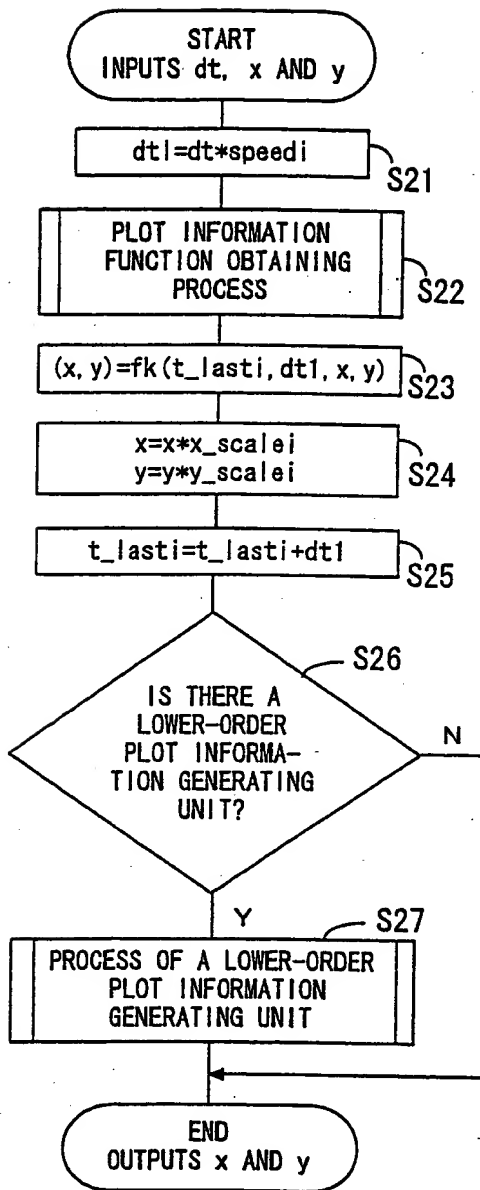 START
INPUTS dt, x AND y
dtl=dt*speedi
S21
PLOT INFORMATION
FUNCTION OBTAINING
PROCESS
S22
(x, y)=fk(t_lasti, dt1, x, y)
S23
x=x*x_scalei
y=y*y_scalei
S24
t_lasti=t_lasti+dt1
S25
S26
IS THERE A
LOWER-ORDER
PLOT INFORMA-
TION GENERATING
UNIT?
N
Y
S27
PROCESS OF A LOWER-ORDER
PLOT INFORMATION
GENERATING UNIT
END
OUTPUTS x AND y